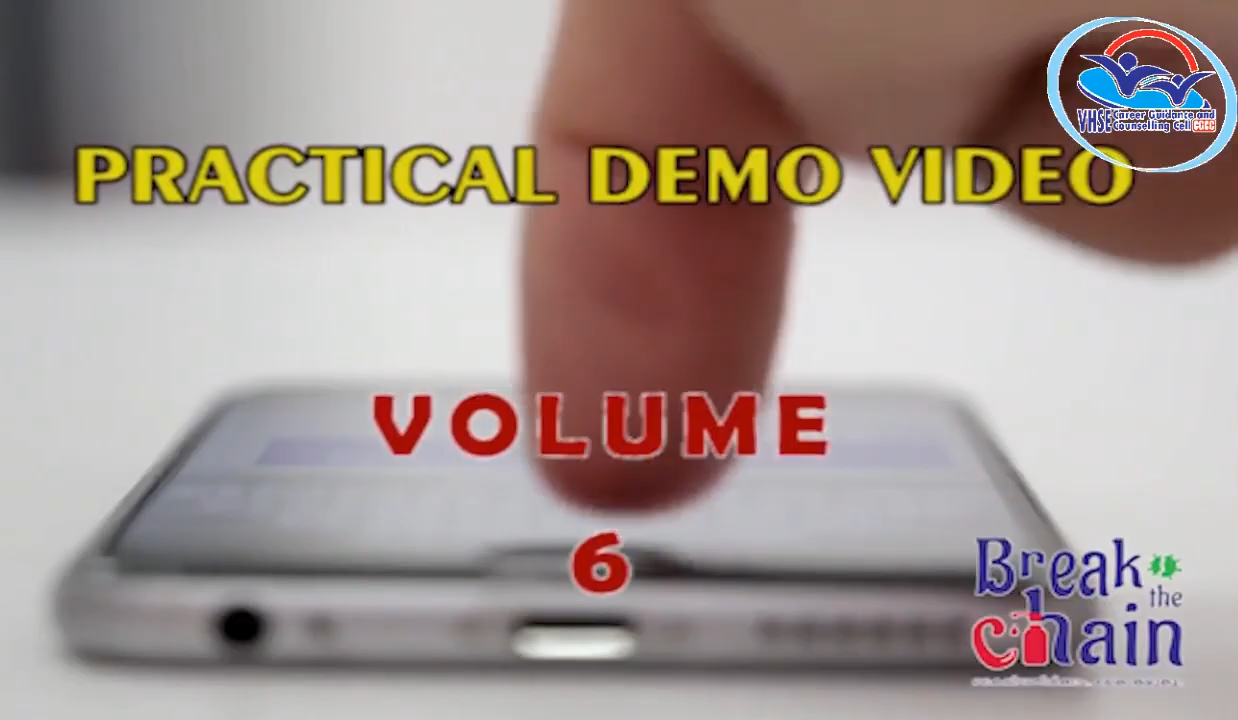 VHSE Career Guidance and
Counselling Cell CGCC
PRACTICAL DEMO VIDEO
VOLUME
6
Break
the
chain